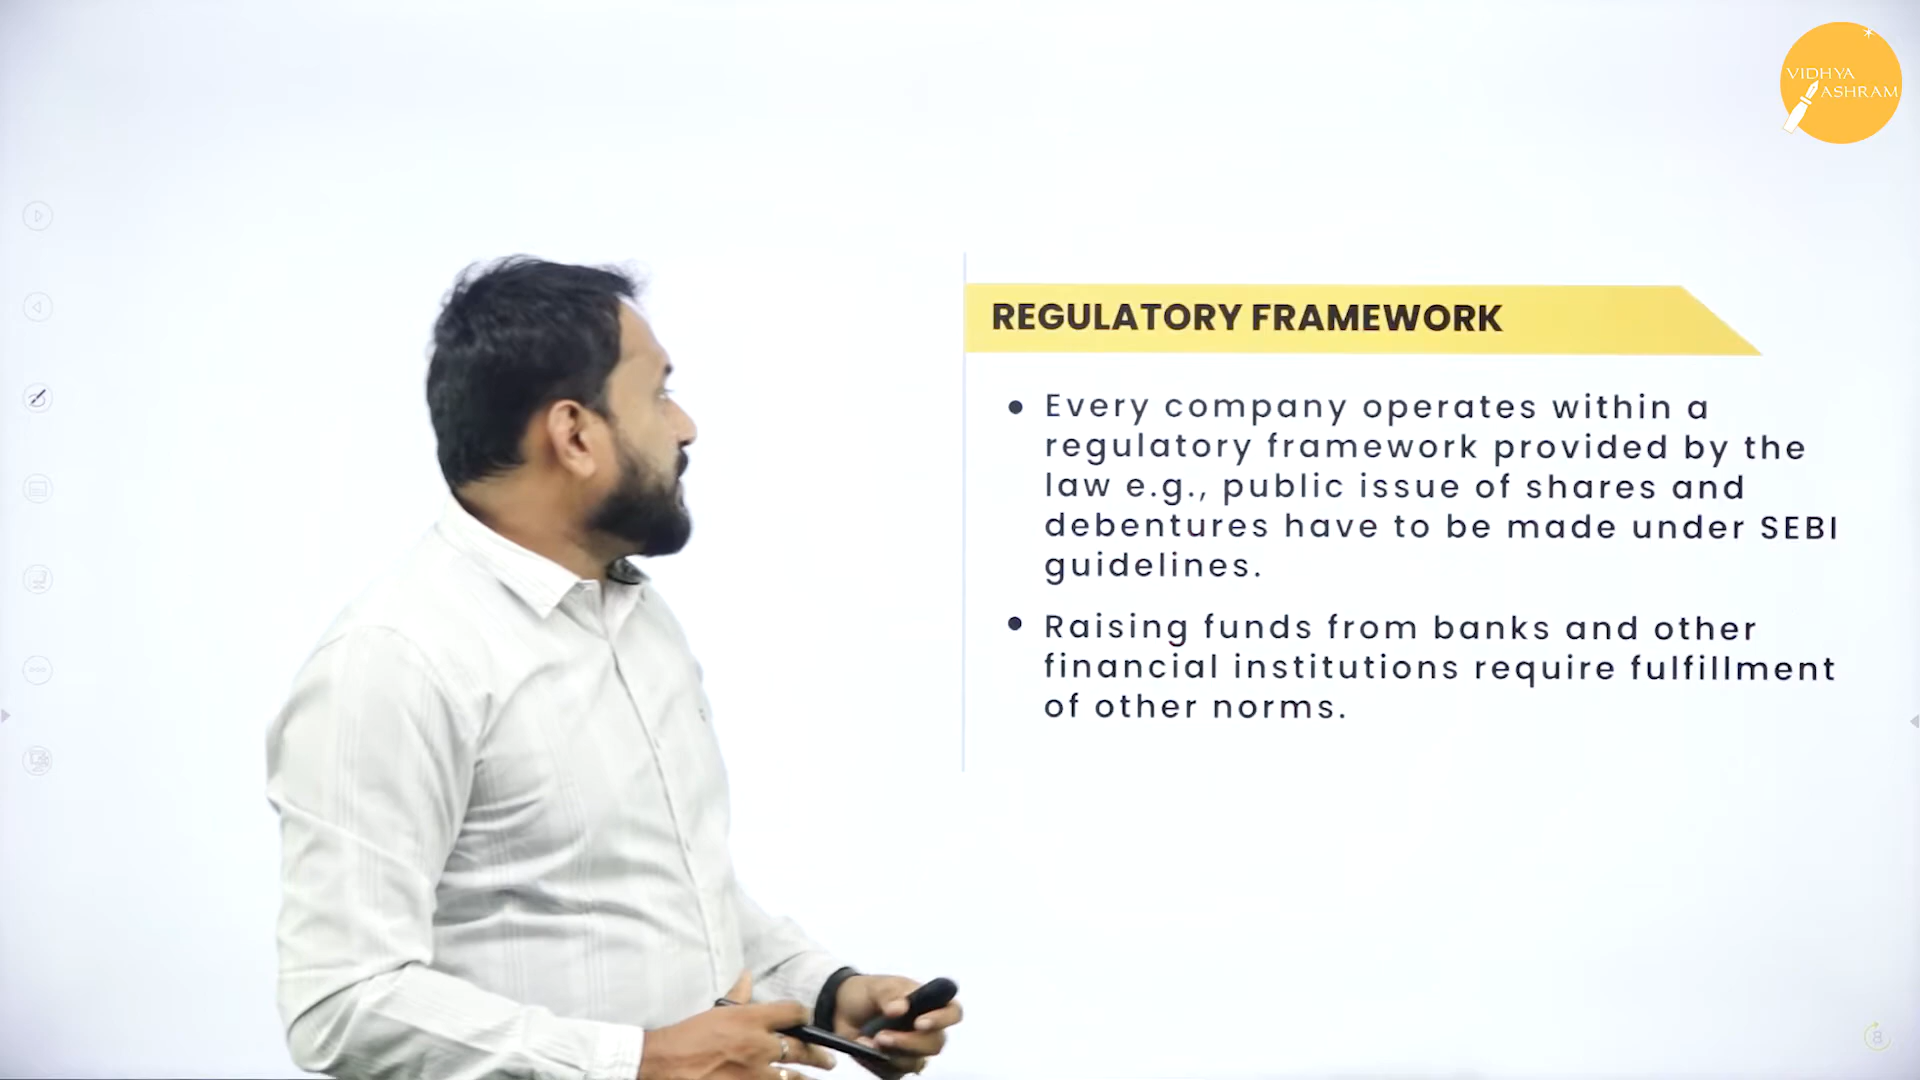 VIDHYA
ASHRAM
REGULATORY FRAMEWORK
• Every company operates within a
regulatory framework provided by the
law e.g., public issue of shares and
debentures have to be made under SEBI
guidelines.
• Raising funds from banks and other
financial institutions require fulfillment
of other norms.
8